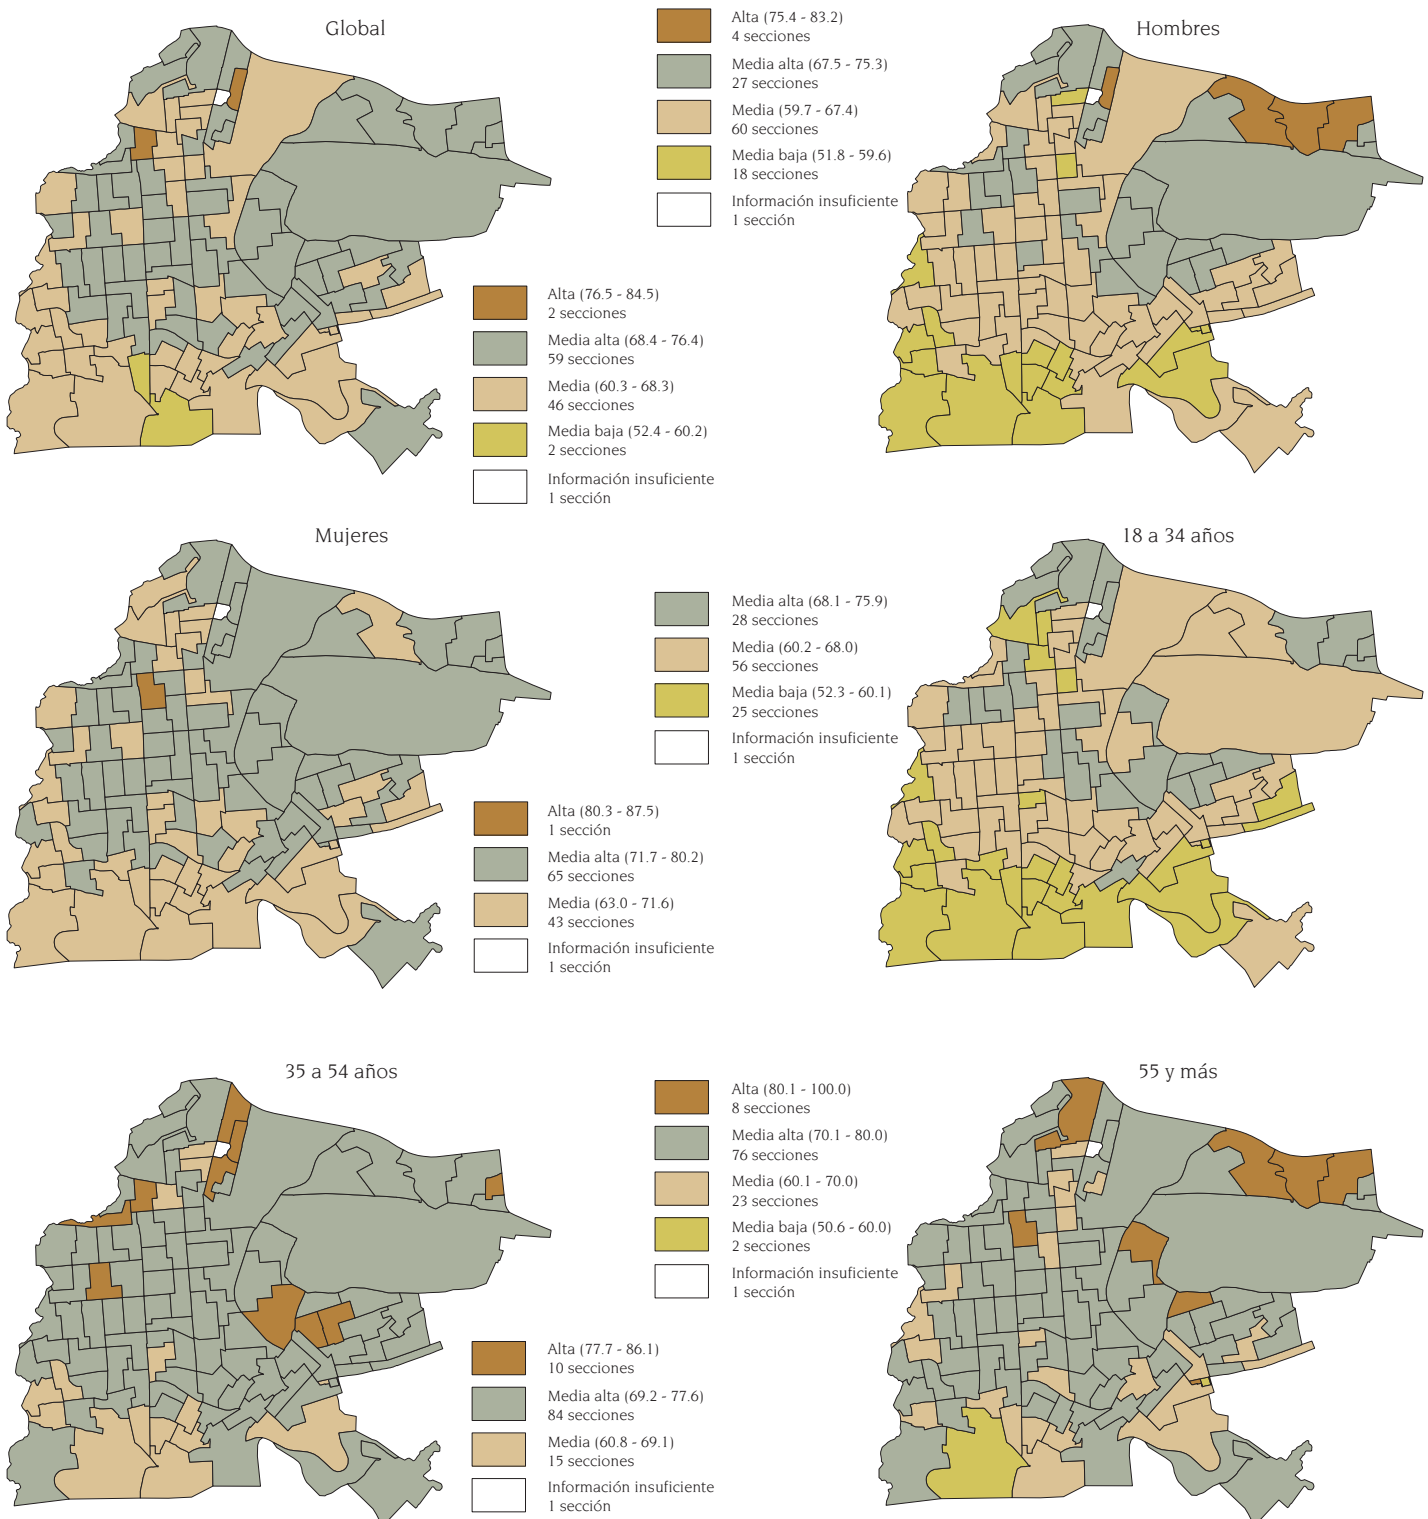 Global
Alta (76.5 - 84.5)
2 secciones
Media alta (68.4 - 76.4)
59 secciones
Media (60.3 - 68.3)
46 secciones
Media baja (52.4 - 60.2)
2 secciones
Información insuficiente
1 sección
Hombres
Alta (75.4 - 83.2)
4 secciones
Media alta (67.5 - 75.3)
27 secciones
Media (59.7 - 67.4)
60 secciones
Media baja (51.8 - 59.6)
18 secciones
Información insuficiente
1 sección
Mujeres
Alta (80.3 - 87.5)
1 sección
Media alta (71.7 - 80.2)
65 secciones
Media (63.0 - 71.6)
43 secciones
Información insuficiente
1 sección
18 a 34 años
Media alta (68.1 - 75.9)
28 secciones
Media (60.2 - 68.0)
56 secciones
Media baja (52.3 - 60.1)
25 secciones
Información insuficiente
1 sección
35 a 54 años
Alta (77.7 - 86.1)
10 secciones
Media alta (69.2 - 77.6)
84 secciones
Media (60.8 - 69.1)
15 secciones
Información insuficiente
1 sección
55 y más
Alta (80.1 - 100.0)
8 secciones
Media alta (70.1 - 80.0)
76 secciones
Media (60.1 - 70.0)
23 secciones
Media baja (50.6 - 60.0)
2 secciones
Información insuficiente
1 sección